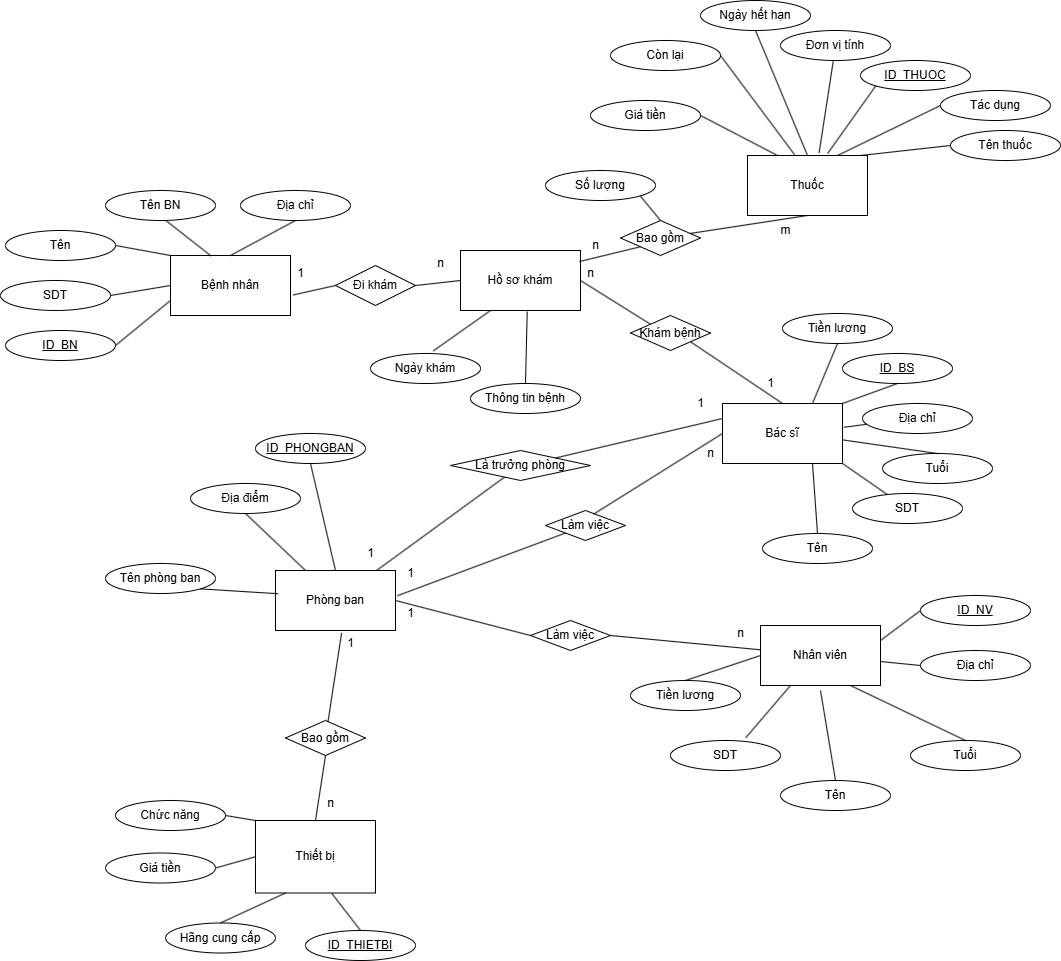 Ngày hết hạn
Đơn vị tính
Còn lại
ID_THUOC
Tác dụng
Giá tiền
Tên thuốc
Thuốc
Số lượng
Tên BN
Địa chỉ
m
Bao gồm
n
Tên
1
n
n
Bệnh nhân
Đi khám
Hồ sơ khám
SDT
Tiền lương
Khám bệnh
ID_BN
Ngày khám
ID_BS
1
Thông tin bệnh
1
Địa chỉ
Bác sĩ
ID_PHONGBAN
n
Là trưởng phòng
Tuổi
Địa điểm
SDT
Làm việc
Tên
1
1
Tên phòng ban
Phòng ban
1
ID_NV
Làm việc
n
1
Nhân viên
Địa chỉ
Tiền lương
Bao gồm
SDT
Tuổi
Tên
n
Chức năng
Thiết bị
Giá tiền
Hãng cung cấp
ID_THIETBI